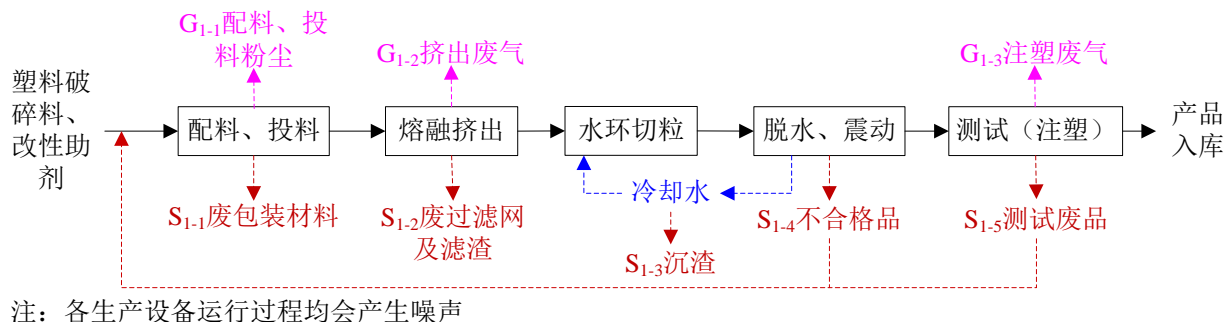 G1-1配料、投
料粉尘
G1-2挤出废气
G1-3注塑废气
塑料破
碎料、
改性助
剂
配料、投料
熔融挤出
水环切粒
脱水、震动
测试（注塑）
产品
入库
冷却水
S1-1废包装材料
S1-2废过滤网
及滤渣
S1-3沉渣
S1-4不合格品
S1-5测试废品
注：各生产设备运行过程均会产生噪声